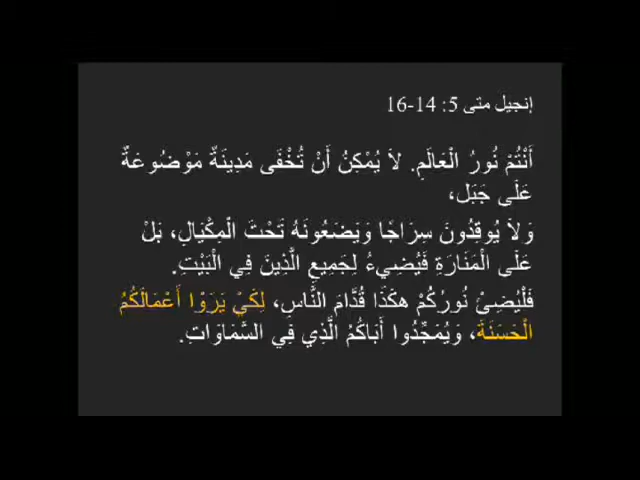 إنجيل متى 5: 14-16
أَنْتُمْ نُورُ الْعَالَمِ. لاَ يُمْكِنُ أَنْ تُخْفَى مَدِينَةٌ مَوْضُوعَةٌ
عَلَى جَبَل،
وَلاَ يُوقِدُونَ سِرَاجًا وَيَضَعُونَهُ تَحْتَ الْمِكْيَالِ، بَلْ
عَلَى الْمَنَارَةِ فَيُضِيءُ لِجَمِيعِ الَّذِينَ فِي الْبَيْتِ.
فَلْيُضِئْ نُورُكُمْ هكَذَا قُدَّامَ النَّاسِ، لِكَيْ يَرَوْا أَعْمَالَكُمُ
الْحَسَنَةَ، وَيُمَجِّدُوا أَبَاكُمُ الَّذِي فِي السَّمَاوَاتِ.